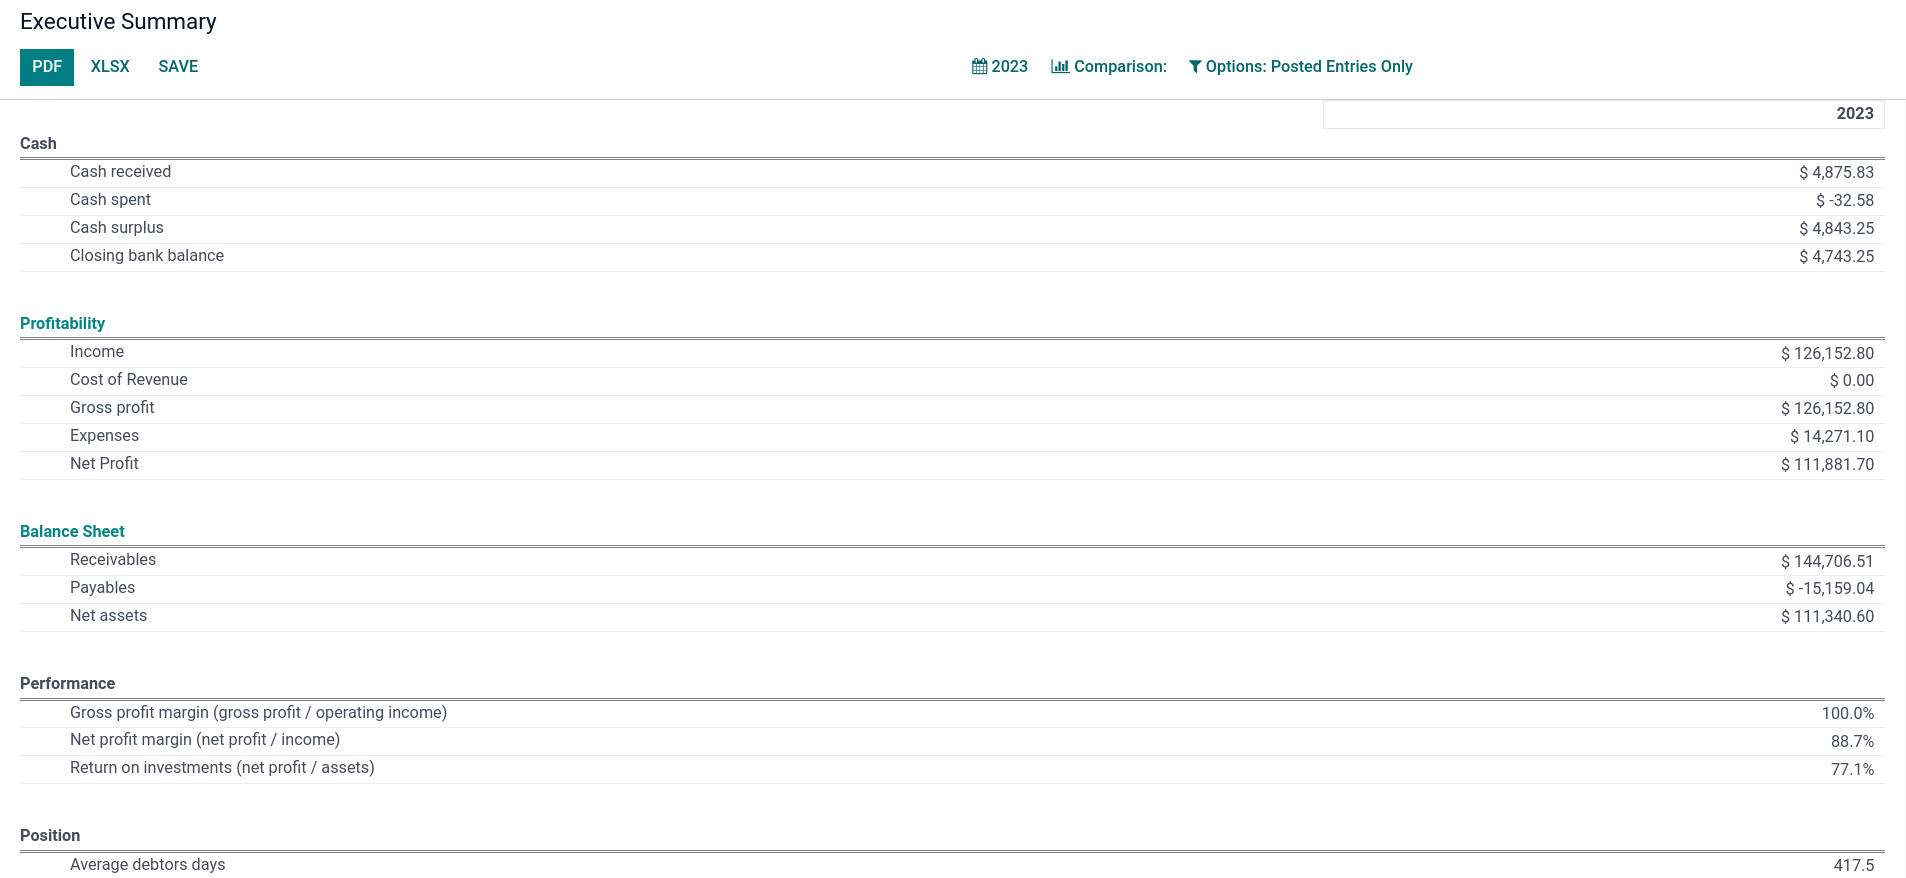 Executive Summary
PDF XLSX SAVE 2023 Comparison: Options: Posted Entries Only
2023
Cash
Cash received $ 4,875.83
Cash spent $ -32.58
Cash surplus $ 4,843.25
Closing bank balance $ 4,743.25
Profitability
Income $ 126,152.80
Cost of Revenue $ 0.00
Gross profit $ 126,152.80
Expenses $ 14,271.10
Net Profit $ 111,881.70
Balance Sheet
Receivables $ 144,706.51
Payables $ -15,159.04
Net assets $ 111,340.60
Performance
Gross profit margin (gross profit / operating income) 100.0%
Net profit margin (net profit / income) 88.7%
Return on investments (net profit / assets) 77.1%
Position
Average debtors days 417.5